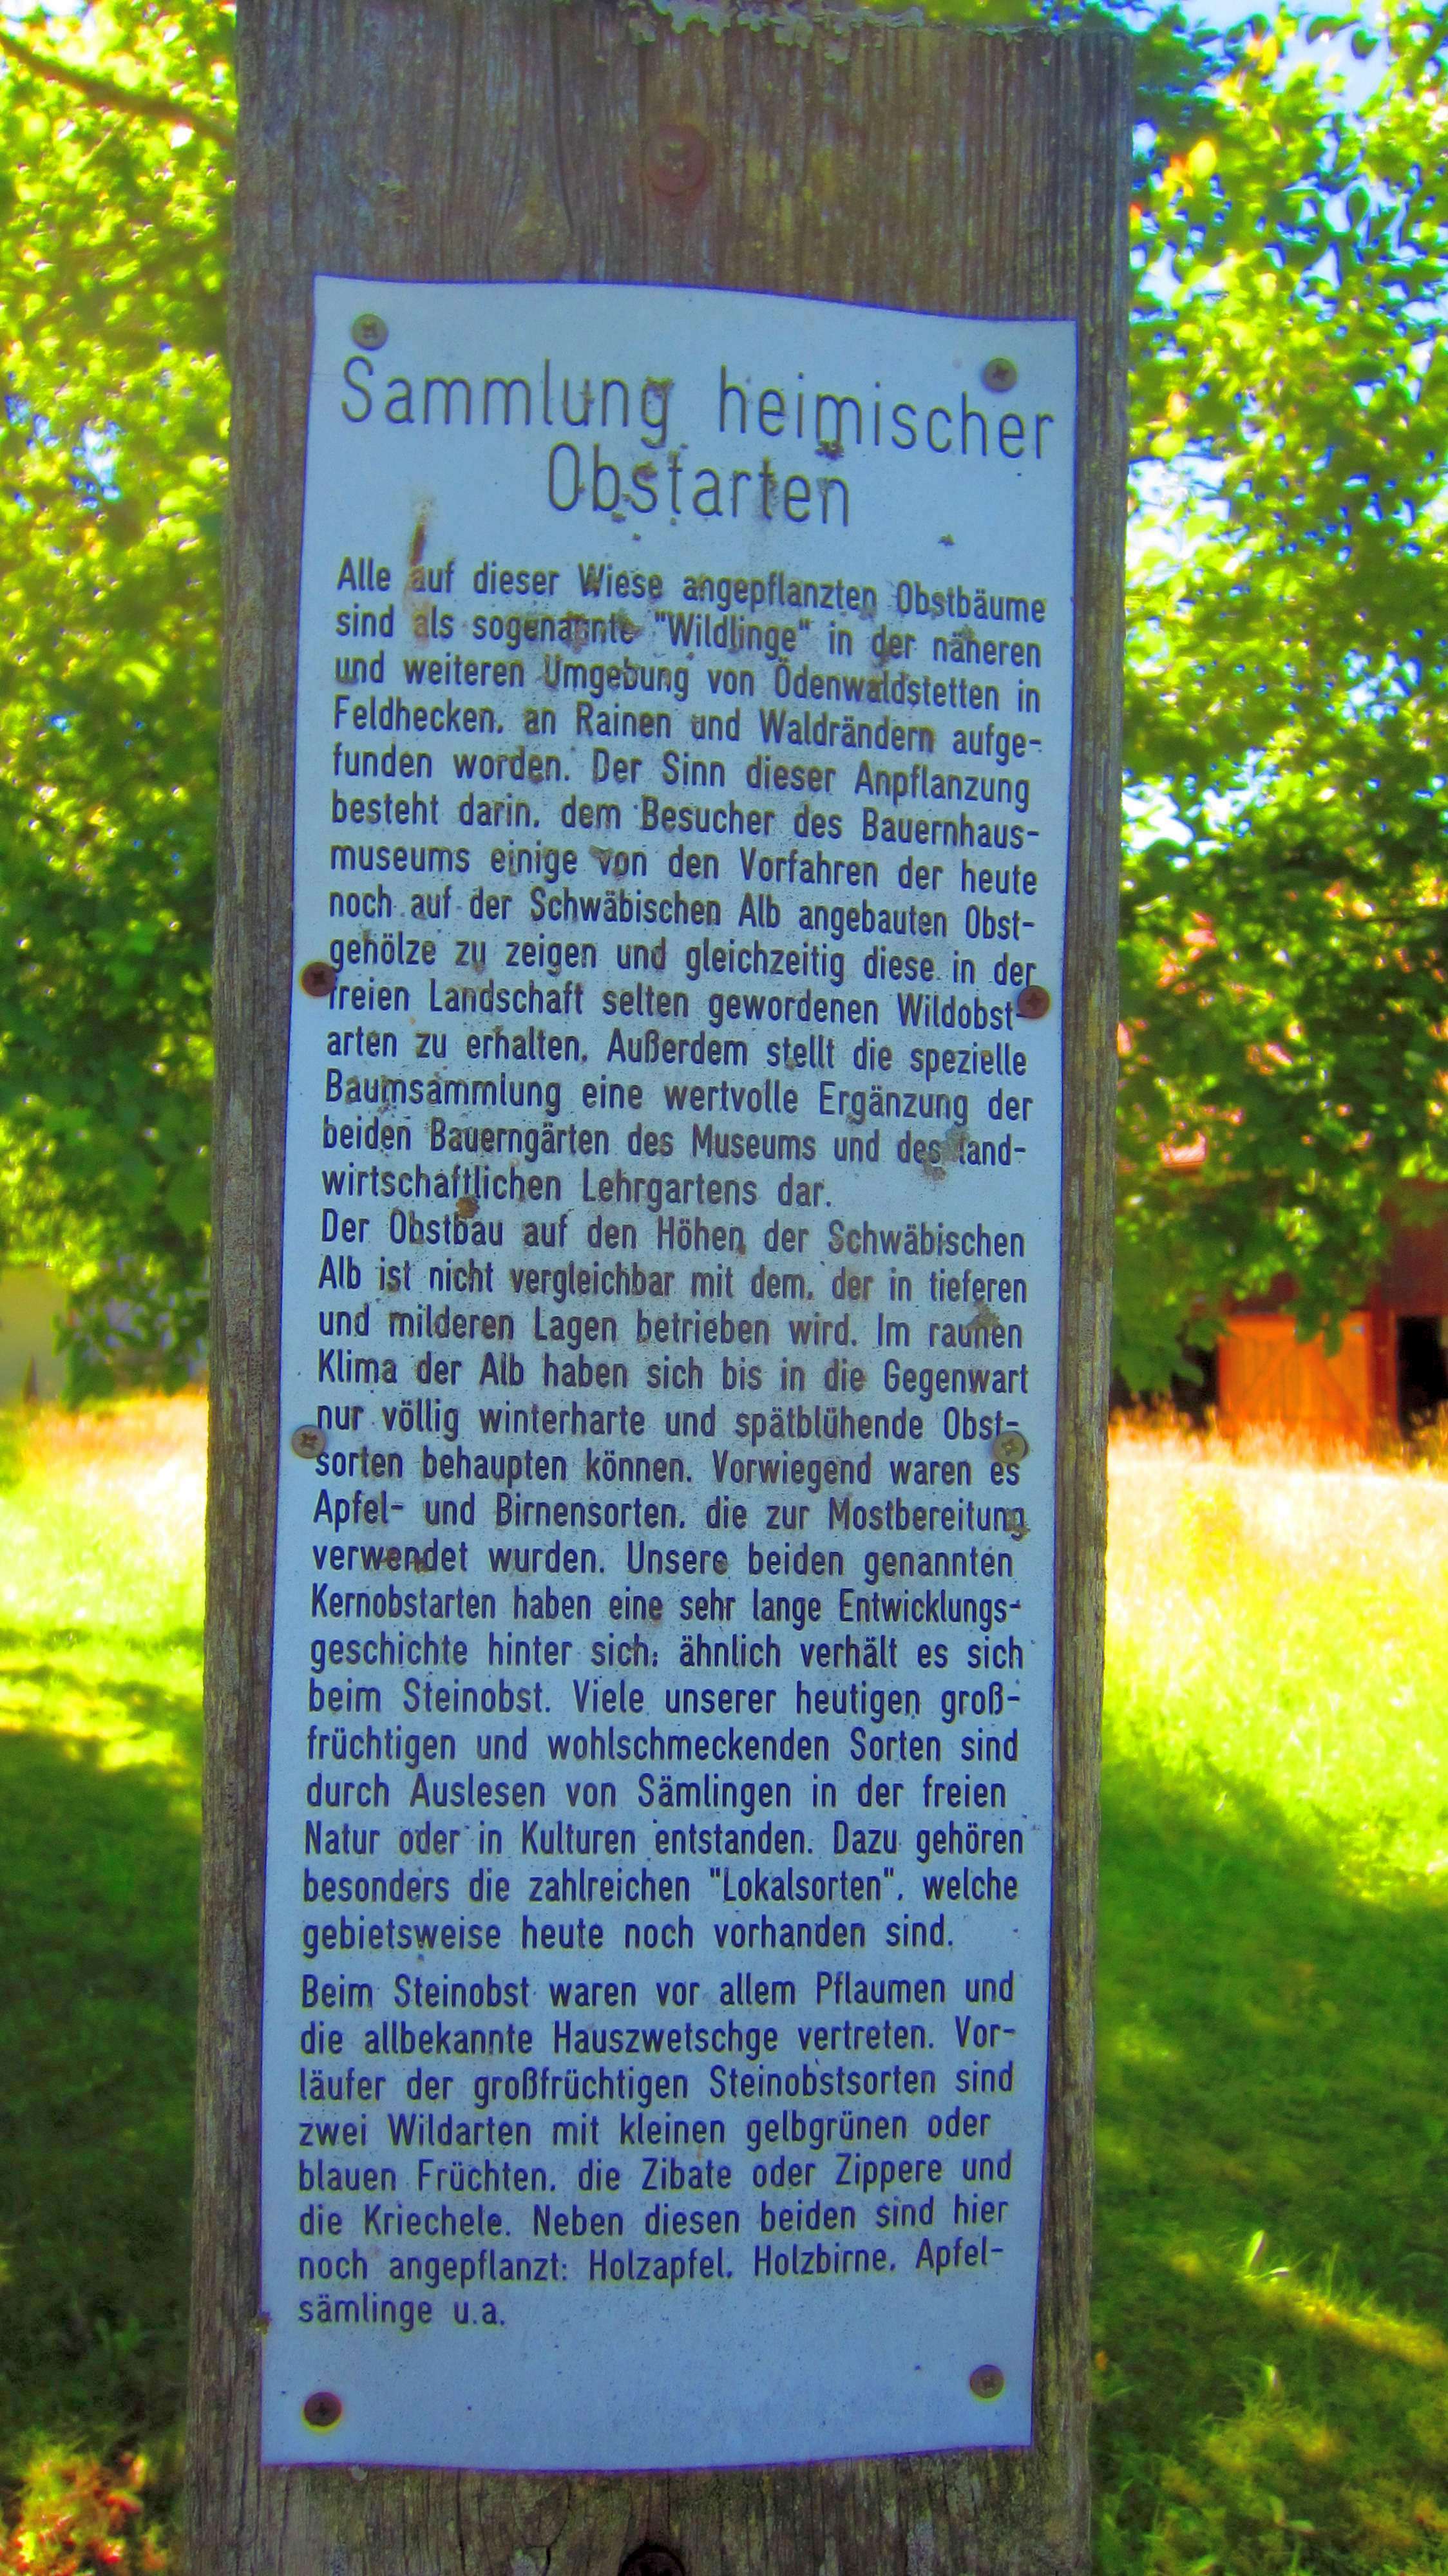 Sammlung heimischer
Obstarten
Alle auf dieser Wiese angepflanzten Obstbäume
sind als sogenannte "Wildlinge" in der näheren
und weiteren Umgebung von Ödenwaldstetten in
Feldhecken, an Rainen und Waldrändern aufge-
funden worden. Der Sinn dieser Anpflanzung
besteht darin, dem Besucher des Bauernhaus-
museums einige von den Vorfahren der heute
noch auf der Schwäbischen Alb angebauten Obst-
gehölze zu zeigen und gleichzeitig diese in der
freien Landschaft selten gewordenen Wildobst-
arten zu erhalten. Außerdem stellt die spezielle
Baumsammlung eine wertvolle Ergänzung der
beiden Bauerngärten des Museums und des land-
wirtschaftlichen Lehrgartens dar.
Der Obstbau auf den Höhen der Schwäbischen
Alb ist nicht vergleichbar mit dem, der in tieferen
und milderen Lagen betrieben wird. Im rauhen
Klima der Alb haben sich bis in die Gegenwart
nur völlig winterharte und spätblühende Obst-
sorten behaupten können. Vorwiegend waren es
Apfel- und Birnensorten, die zur Mostbereitung
verwendet wurden. Unsere beiden genannten
Kernobstarten haben eine sehr lange Entwicklungs-
geschichte hinter sich; ähnlich verhält es sich
beim Steinobst. Viele unserer heutigen groß-
früchtigen und wohlschmeckenden Sorten sind
durch Auslesen von Sämlingen in der freien
Natur oder in Kulturen entstanden. Dazu gehören
besonders die zahlreichen "Lokalsorten", welche
gebietsweise heute noch vorhanden sind.
Beim Steinobst waren vor allem Pflaumen und
die allbekannte Hauszwetschge vertreten. Vor-
läufer der großfrüchtigen Steinobstsorten sind
zwei Wildarten mit kleinen gelbgrünen oder
blauen Früchten, die Zibate oder Zippere und
die Kriechele. Neben diesen beiden sind hier
noch angepflanzt: Holzapfel, Holzbirne, Apfel-
sämlinge u.a.